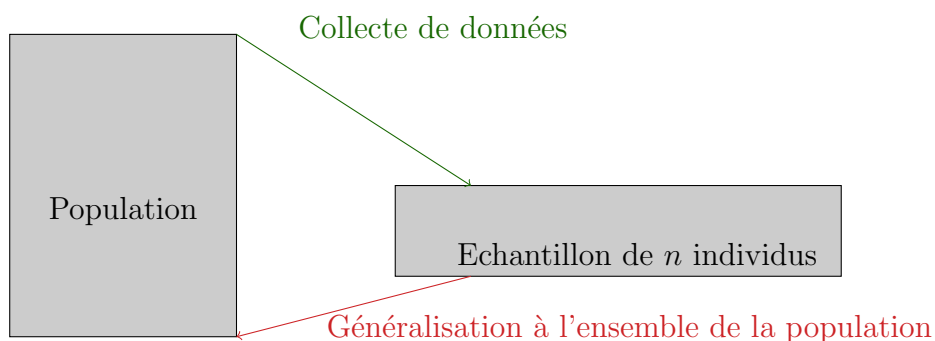 Collecte de données
Population
Echantillon de n individus
Généralisation à l'ensemble de la population